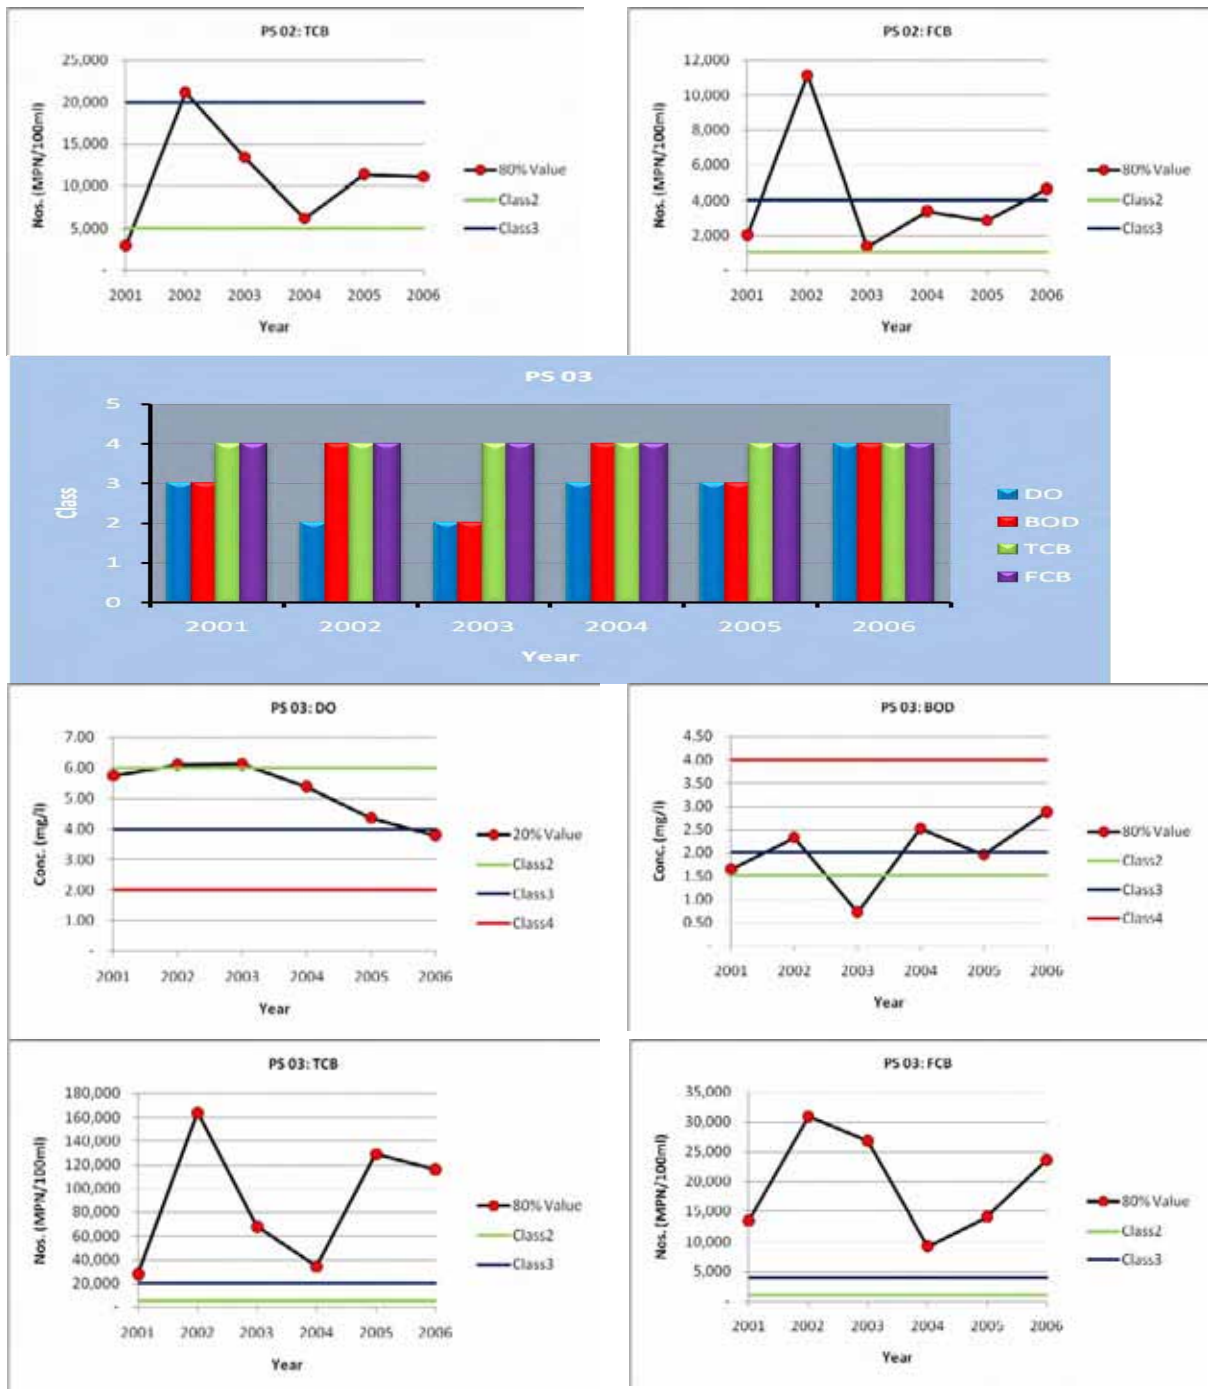 PS 02: TCB
Nos. (MPN/100ml)
25,000
20,000
15,000
10,000
5,000
-
2001 2002 2003 2004 2005 2006
Year
80% Value
Class2
Class3
PS 02: FCB
Nos. (MPN/100ml)
12,000
10,000
8,000
6,000
4,000
2,000
-
2001 2002 2003 2004 2005 2006
Year
80% Value
Class2
Class3
PS 03
Class
5
4
3
2
1
0
2001 2002 2003 2004 2005 2006
Year
DO
BOD
TCB
FCB
PS 03: DO
Conc. (mg/l)
7.00
6.00
5.00
4.00
3.00
2.00
1.00
-
2001 2002 2003 2004 2005 2006
Year
20% Value
Class2
Class3
Class4
PS 03: BOD
Conc. (mg/l)
4.50
4.00
3.50
3.00
2.50
2.00
1.50
1.00
0.50
-
2001 2002 2003 2004 2005 2006
Year
80% Value
Class2
Class3
Class4
PS 03: TCB
Nos. (MPN/100ml)
180,000
160,000
140,000
120,000
100,000
80,000
60,000
40,000
20,000
-
2001 2002 2003 2004 2005 2006
Year
80% Value
Class2
Class3
PS 03: FCB
Nos. (MPN/100ml)
35,000
30,000
25,000
20,000
15,000
10,000
5,000
-
2001 2002 2003 2004 2005 2006
Year
80% Value
Class2
Class3